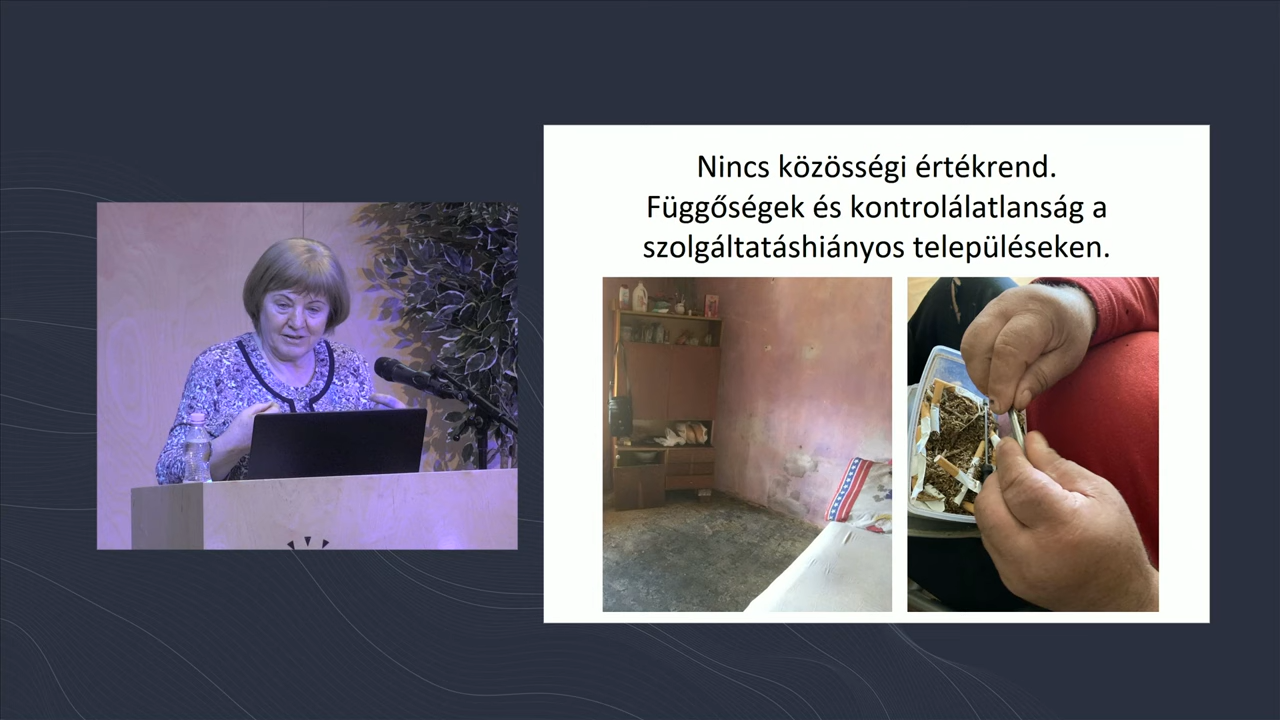 Nincs közösségi értékrend.
Függőségek és kontrolálatlanság a
szolgáltatáshiányos településeken.